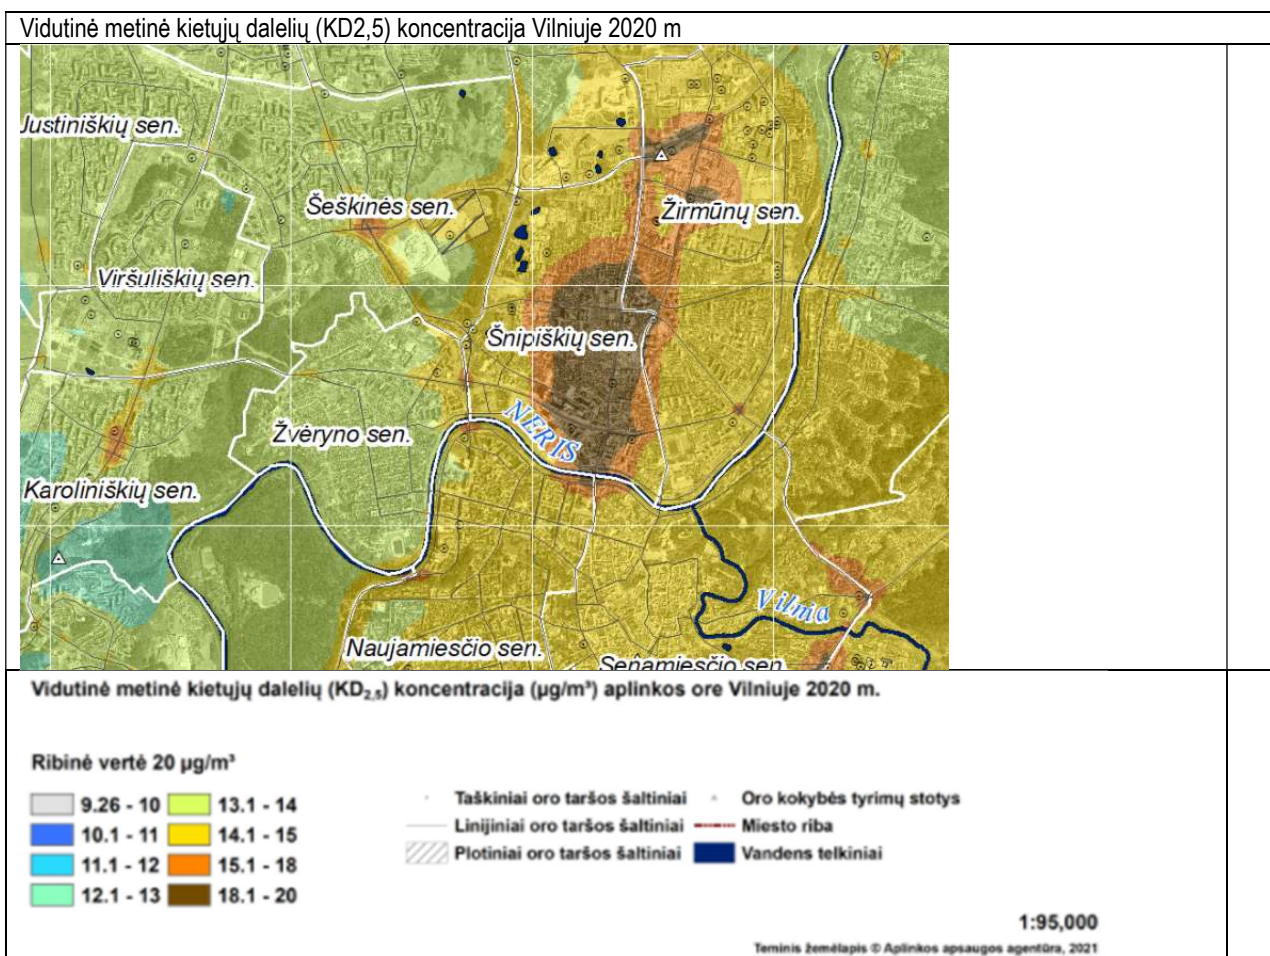 Vidutinė metinė kietųjų dalelių (KD2,5) koncentracija Vilniuje 2020 m
Justiniškių sen.
Šeškinės sen.
Žirmūnų sen.
Viršuliškių sen.
Šnipiškių sen.
NERIS
Žvėryno sen.
Karoliniškių sen.
Vilnia
Naujamiesčio sen.
Senamiesčio sen.
Vidutinė metinė kietųjų dalelių (KD2,5) koncentracija (µg/m³) aplinkos ore Vilniuje 2020 m.
Ribinė vertė 20 µg/m³
9.26 - 10 13.1 - 14 Taškiniai oro taršos šaltiniai Oro kokybės tyrimų stotys
10.1 - 11 14.1 - 15 Linijiniai oro taršos šaltiniai Miesto riba
11.1 - 12 15.1 - 18 Plotiniai oro taršos šaltiniai Vandens telkiniai
12.1 - 13 18.1 - 20
1:95,000
Teminis žemėlapis © Aplinkos apsaugos agentūra, 2021